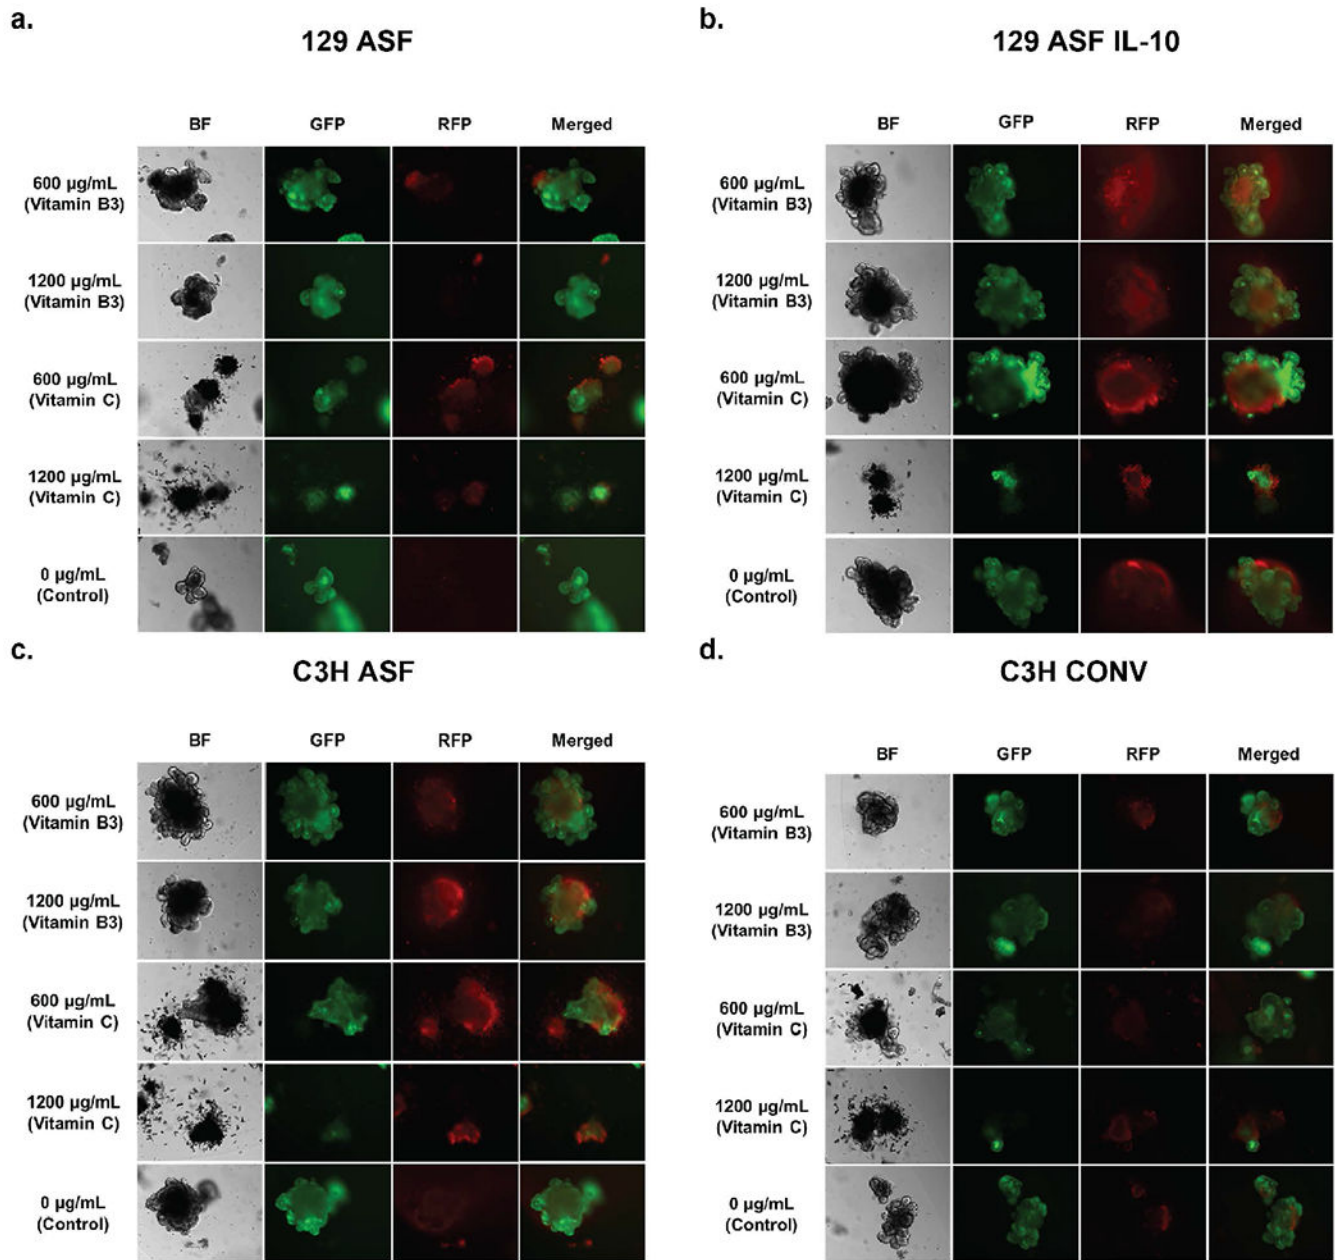 a.
129 ASF
BF GFP RFP Merged
600 µg/mL
(Vitamin B3)
1200 µg/mL
(Vitamin B3)
600 µg/mL
(Vitamin C)
1200 µg/mL
(Vitamin C)
0 µg/mL
(Control)
b.
129 ASF IL-10
BF GFP RFP Merged
600 µg/mL
(Vitamin B3)
1200 µg/mL
(Vitamin B3)
600 µg/mL
(Vitamin C)
1200 µg/mL
(Vitamin C)
0 µg/mL
(Control)
c.
C3H ASF
BF GFP RFP Merged
600 µg/mL
(Vitamin B3)
1200 µg/mL
(Vitamin B3)
600 µg/mL
(Vitamin C)
1200 µg/mL
(Vitamin C)
0 µg/mL
(Control)
d.
C3H CONV
BF GFP RFP Merged
600 µg/mL
(Vitamin B3)
1200 µg/mL
(Vitamin B3)
600 µg/mL
(Vitamin C)
1200 µg/mL
(Vitamin C)
0 µg/mL
(Control)